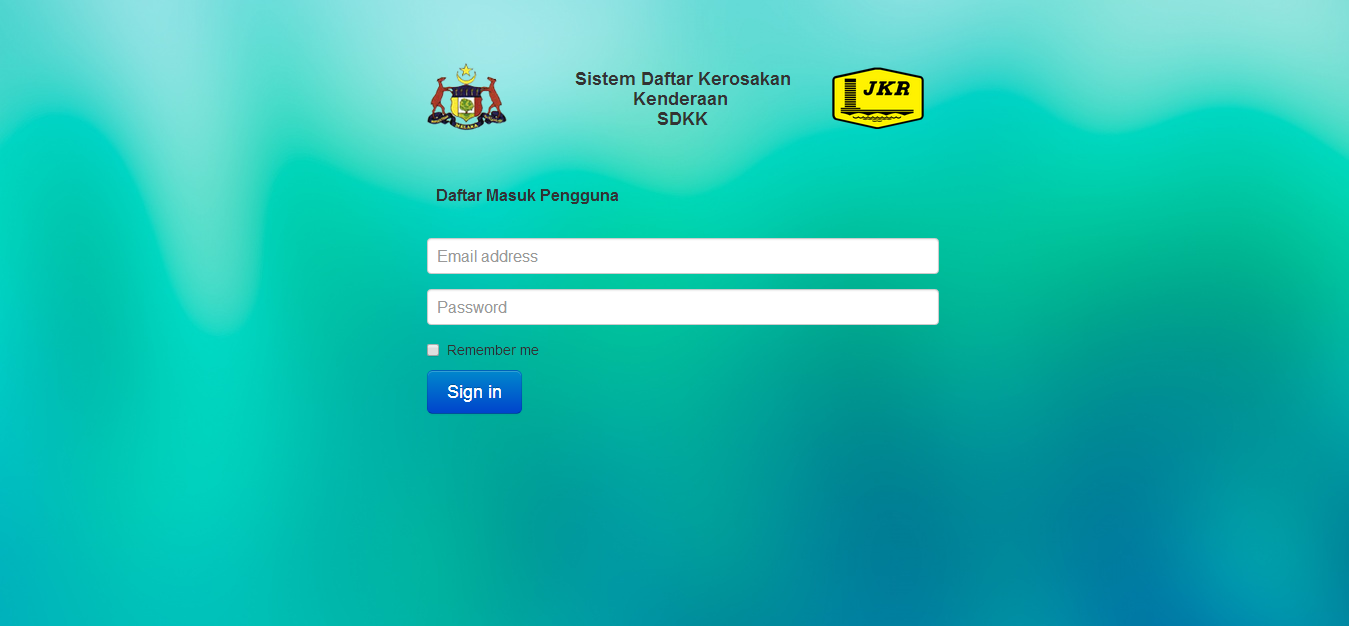 Sistem Daftar Kerosakan
Kenderaan
SDKK
JKR
Daftar Masuk Pengguna
Email address
Password
Remember me
Sign in